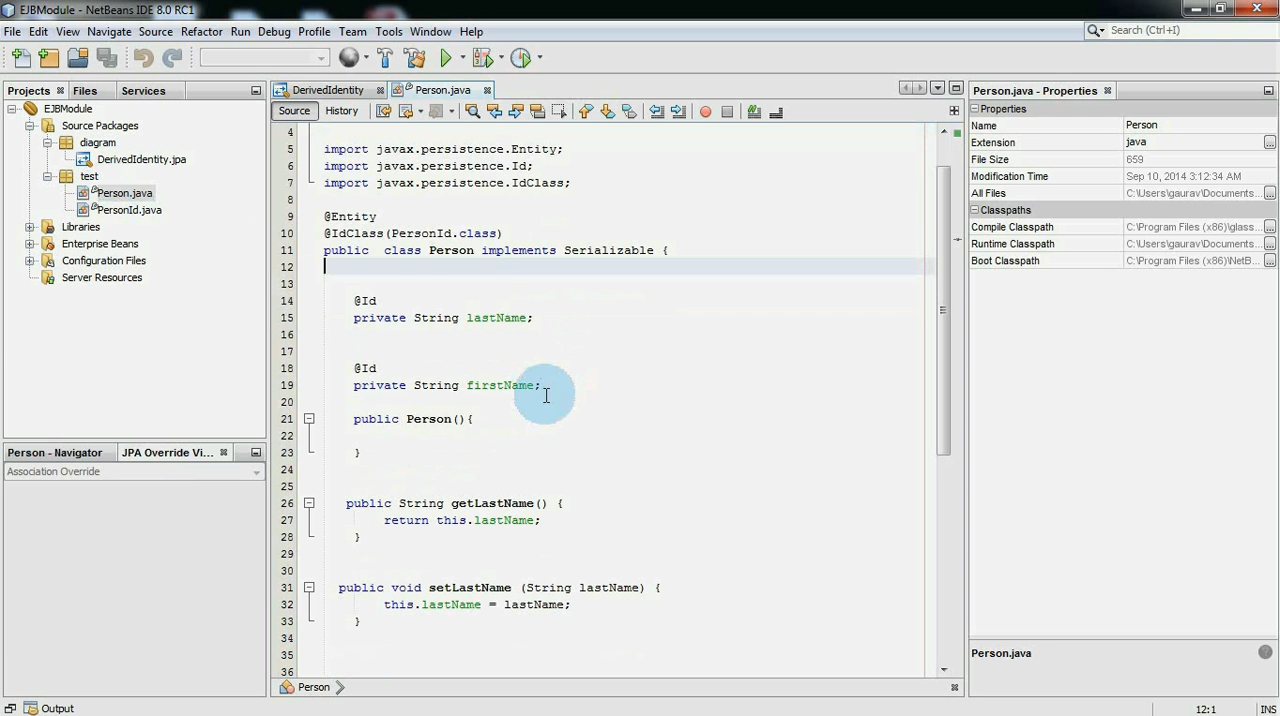 EJBModule - NetBeans IDE 8.0 RC1
File Edit View Navigate Source Refactor Run Debug Profile Team Tools Window Help
Search (Ctrl+I)
Projects Files Services
EJBModule
Source Packages
diagram
DerivedIdentity.jpa
test
Person.java
PersonId.java
Libraries
Enterprise Beans
Configuration Files
Server Resources
Person - Navigator JPA Override Vi...
Association Override
DerivedIdentity Person.java
Source History
4
5 import javax.persistence.Entity;
6 import javax.persistence.Id;
7 import javax.persistence.IdClass;
8
9 @Entity
10 @IdClass(PersonId.class)
11 public  class Person implements Serializable {
12
13
14 @Id
15 private String lastName;
16
17
18 @Id
19 private String firstName;
20
21 public Person(){
22
23 }
24
25
26 public String getLastName() {
27 return this.lastName;
28 }
29
30
31 public void setLastName (String lastName) {
32 this.lastName = lastName;
33 }
34
35
36
Person
Person.java - Properties
Properties
Name Person
Extension java
File Size 659
Modification Time Sep 10, 2014 3:12:34 AM
All Files C:\Users\gaurav\Documents...
Classpaths
Compile Classpath C:\Program Files (x86)\glass...
Runtime Classpath C:\Users\gaurav\Documents...
Boot Classpath C:\Program Files (x86)\NetB...
Person.java
Output
12:1 INS